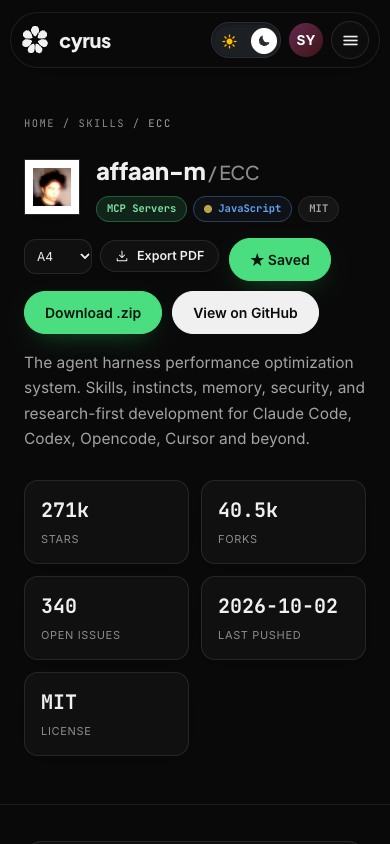 cyrus
SY
HOME / SKILLS / ECC
affaan-m/ECC
MCP Servers
JavaScript
MIT
A4
Export PDF
★ Saved
Download .zip
View on GitHub
The agent harness performance optimization
system. Skills, instincts, memory, security, and
research-first development for Claude Code,
Codex, Opencode, Cursor and beyond.
271k
STARS
40.5k
FORKS
340
OPEN ISSUES
2026-10-02
LAST PUSHED
MIT
LICENSE